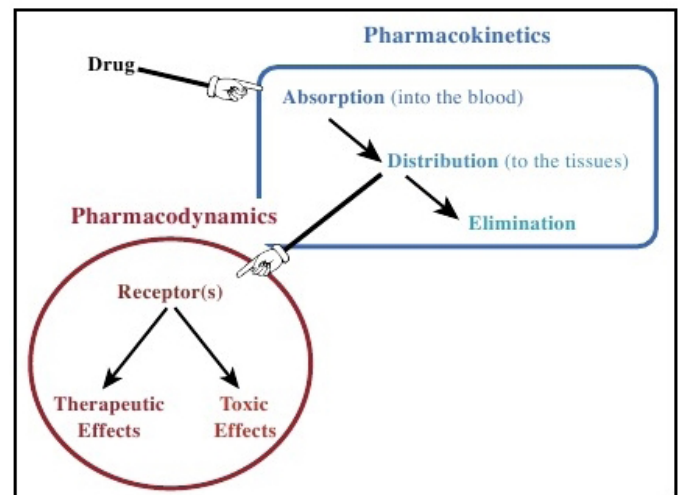 Pharmacokinetics
Drug
Absorption (into the blood)
Distribution (to the tissues)
Elimination
Pharmacodynamics
Receptor(s)
Therapeutic
Effects
Toxic
Effects